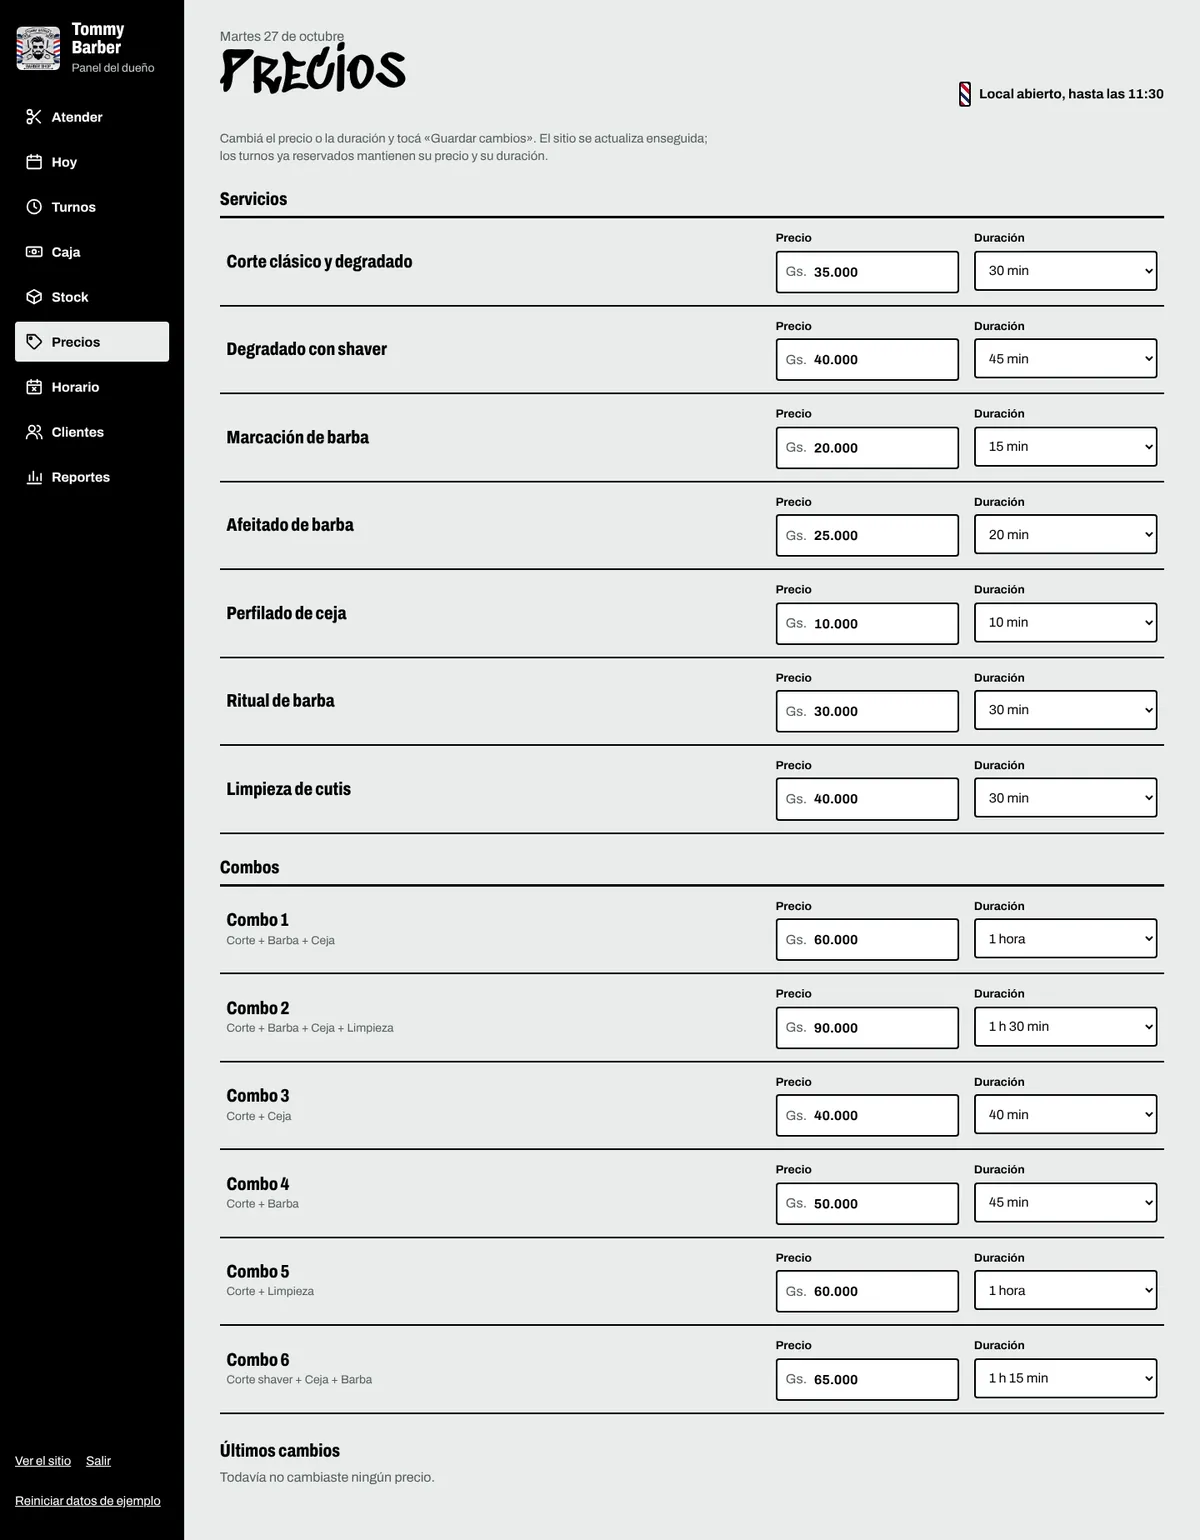 Tommy
Barber
Panel del dueño
Atender
Hoy
Turnos
Caja
Stock
Precios
Horario
Clientes
Reportes
Ver el sitio Salir
Reiniciar datos de ejemplo
Martes 27 de octubre
PRECIOS
Local abierto, hasta las 11:30
Cambiá el precio o la duración y tocá «Guardar cambios». El sitio se actualiza enseguida;
los turnos ya reservados mantienen su precio y su duración.
Servicios
Precio Duración
Corte clásico y degradado Gs. 35.000 30 min
Precio Duración
Degradado con shaver Gs. 40.000 45 min
Precio Duración
Marcación de barba Gs. 20.000 15 min
Precio Duración
Afeitado de barba Gs. 25.000 20 min
Precio Duración
Perfilado de ceja Gs. 10.000 10 min
Precio Duración
Ritual de barba Gs. 30.000 30 min
Precio Duración
Limpieza de cutis Gs. 40.000 30 min
Combos
Precio Duración
Combo 1 Gs. 60.000 1 hora
Corte + Barba + Ceja
Precio Duración
Combo 2 Gs. 90.000 1 h 30 min
Corte + Barba + Ceja + Limpieza
Precio Duración
Combo 3 Gs. 40.000 40 min
Corte + Ceja
Precio Duración
Combo 4 Gs. 50.000 45 min
Corte + Barba
Precio Duración
Combo 5 Gs. 60.000 1 hora
Corte + Limpieza
Precio Duración
Combo 6 Gs. 65.000 1 h 15 min
Corte shaver + Ceja + Barba
Últimos cambios
Todavía no cambiaste ningún precio.